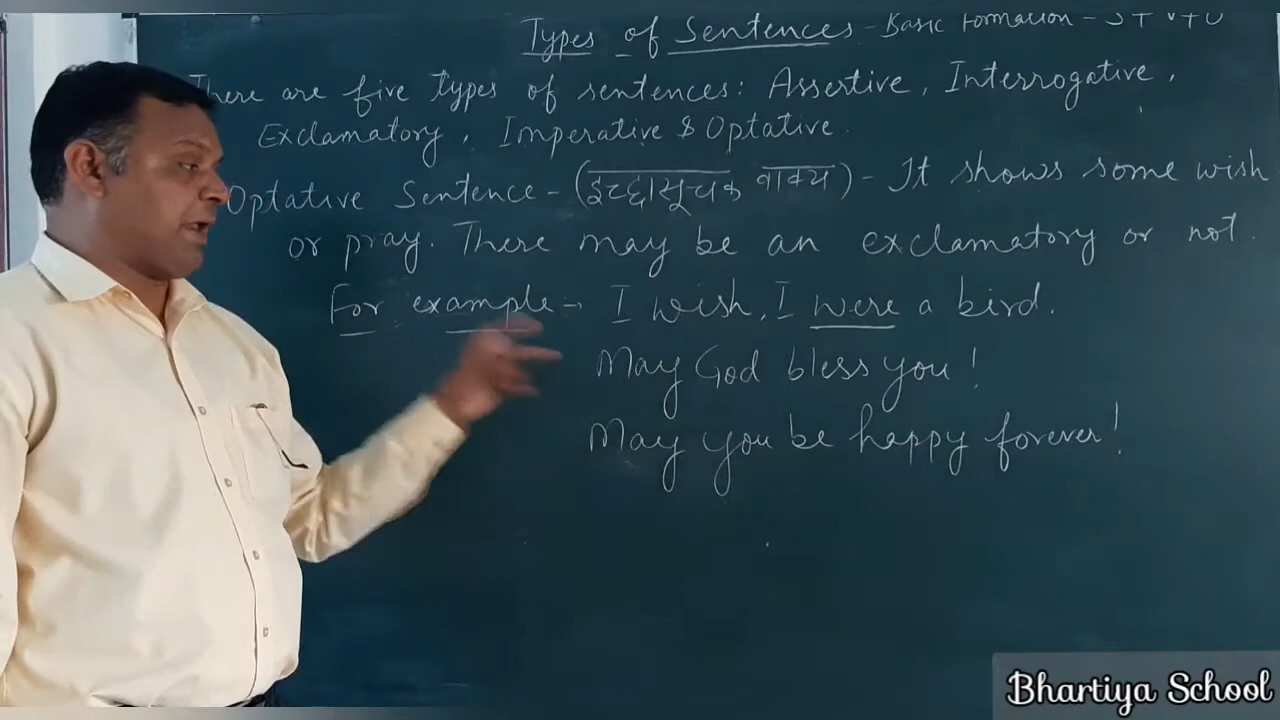 Types of Sentences - Basic Formation - S + V + O
There are five types of sentences: Assertive, Interrogative,
Exclamatory, Imperative & Optative.
Optative Sentence - (इच्छासूचक वाक्य) - It shows some wish
or pray. There may be an exclamatory or not.
For example:- I wish, I were a bird.
May God bless you!
May you be happy forever!
Bhartiya School